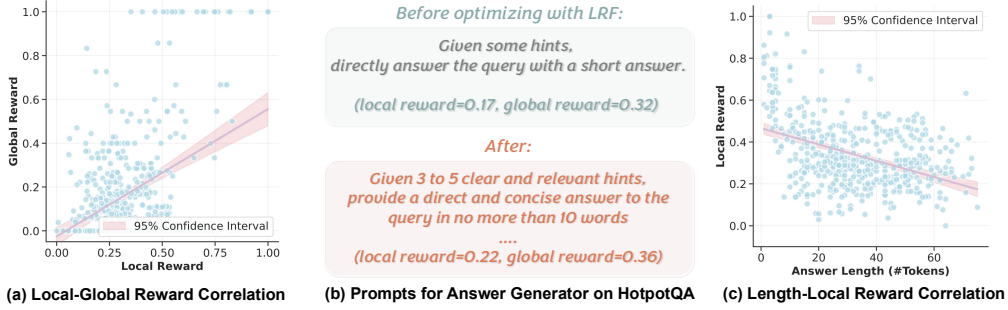 1.0
0.8
0.6
0.4
0.2
0.0
Global Reward
95% Confidence Interval
0.00
0.25
0.50
0.75
1.00
Local Reward
(a) Local-Global Reward Correlation
Before optimizing with LRF:
Given some hints,
directly answer the query with a short answer.
(local reward=0.17, global reward=0.32)
After:
Given 3 to 5 clear and relevant hints,
provide a direct and concise answer to the
query in no more than 10 words
....
(local reward=0.22, global reward=0.36)
(b) Prompts for Answer Generator on HotpotQA
1.0
0.8
0.6
0.4
0.2
0.0
Local Reward
95% Confidence Interval
0
20
40
60
Answer Length (#Tokens)
(c) Length-Local Reward Correlation